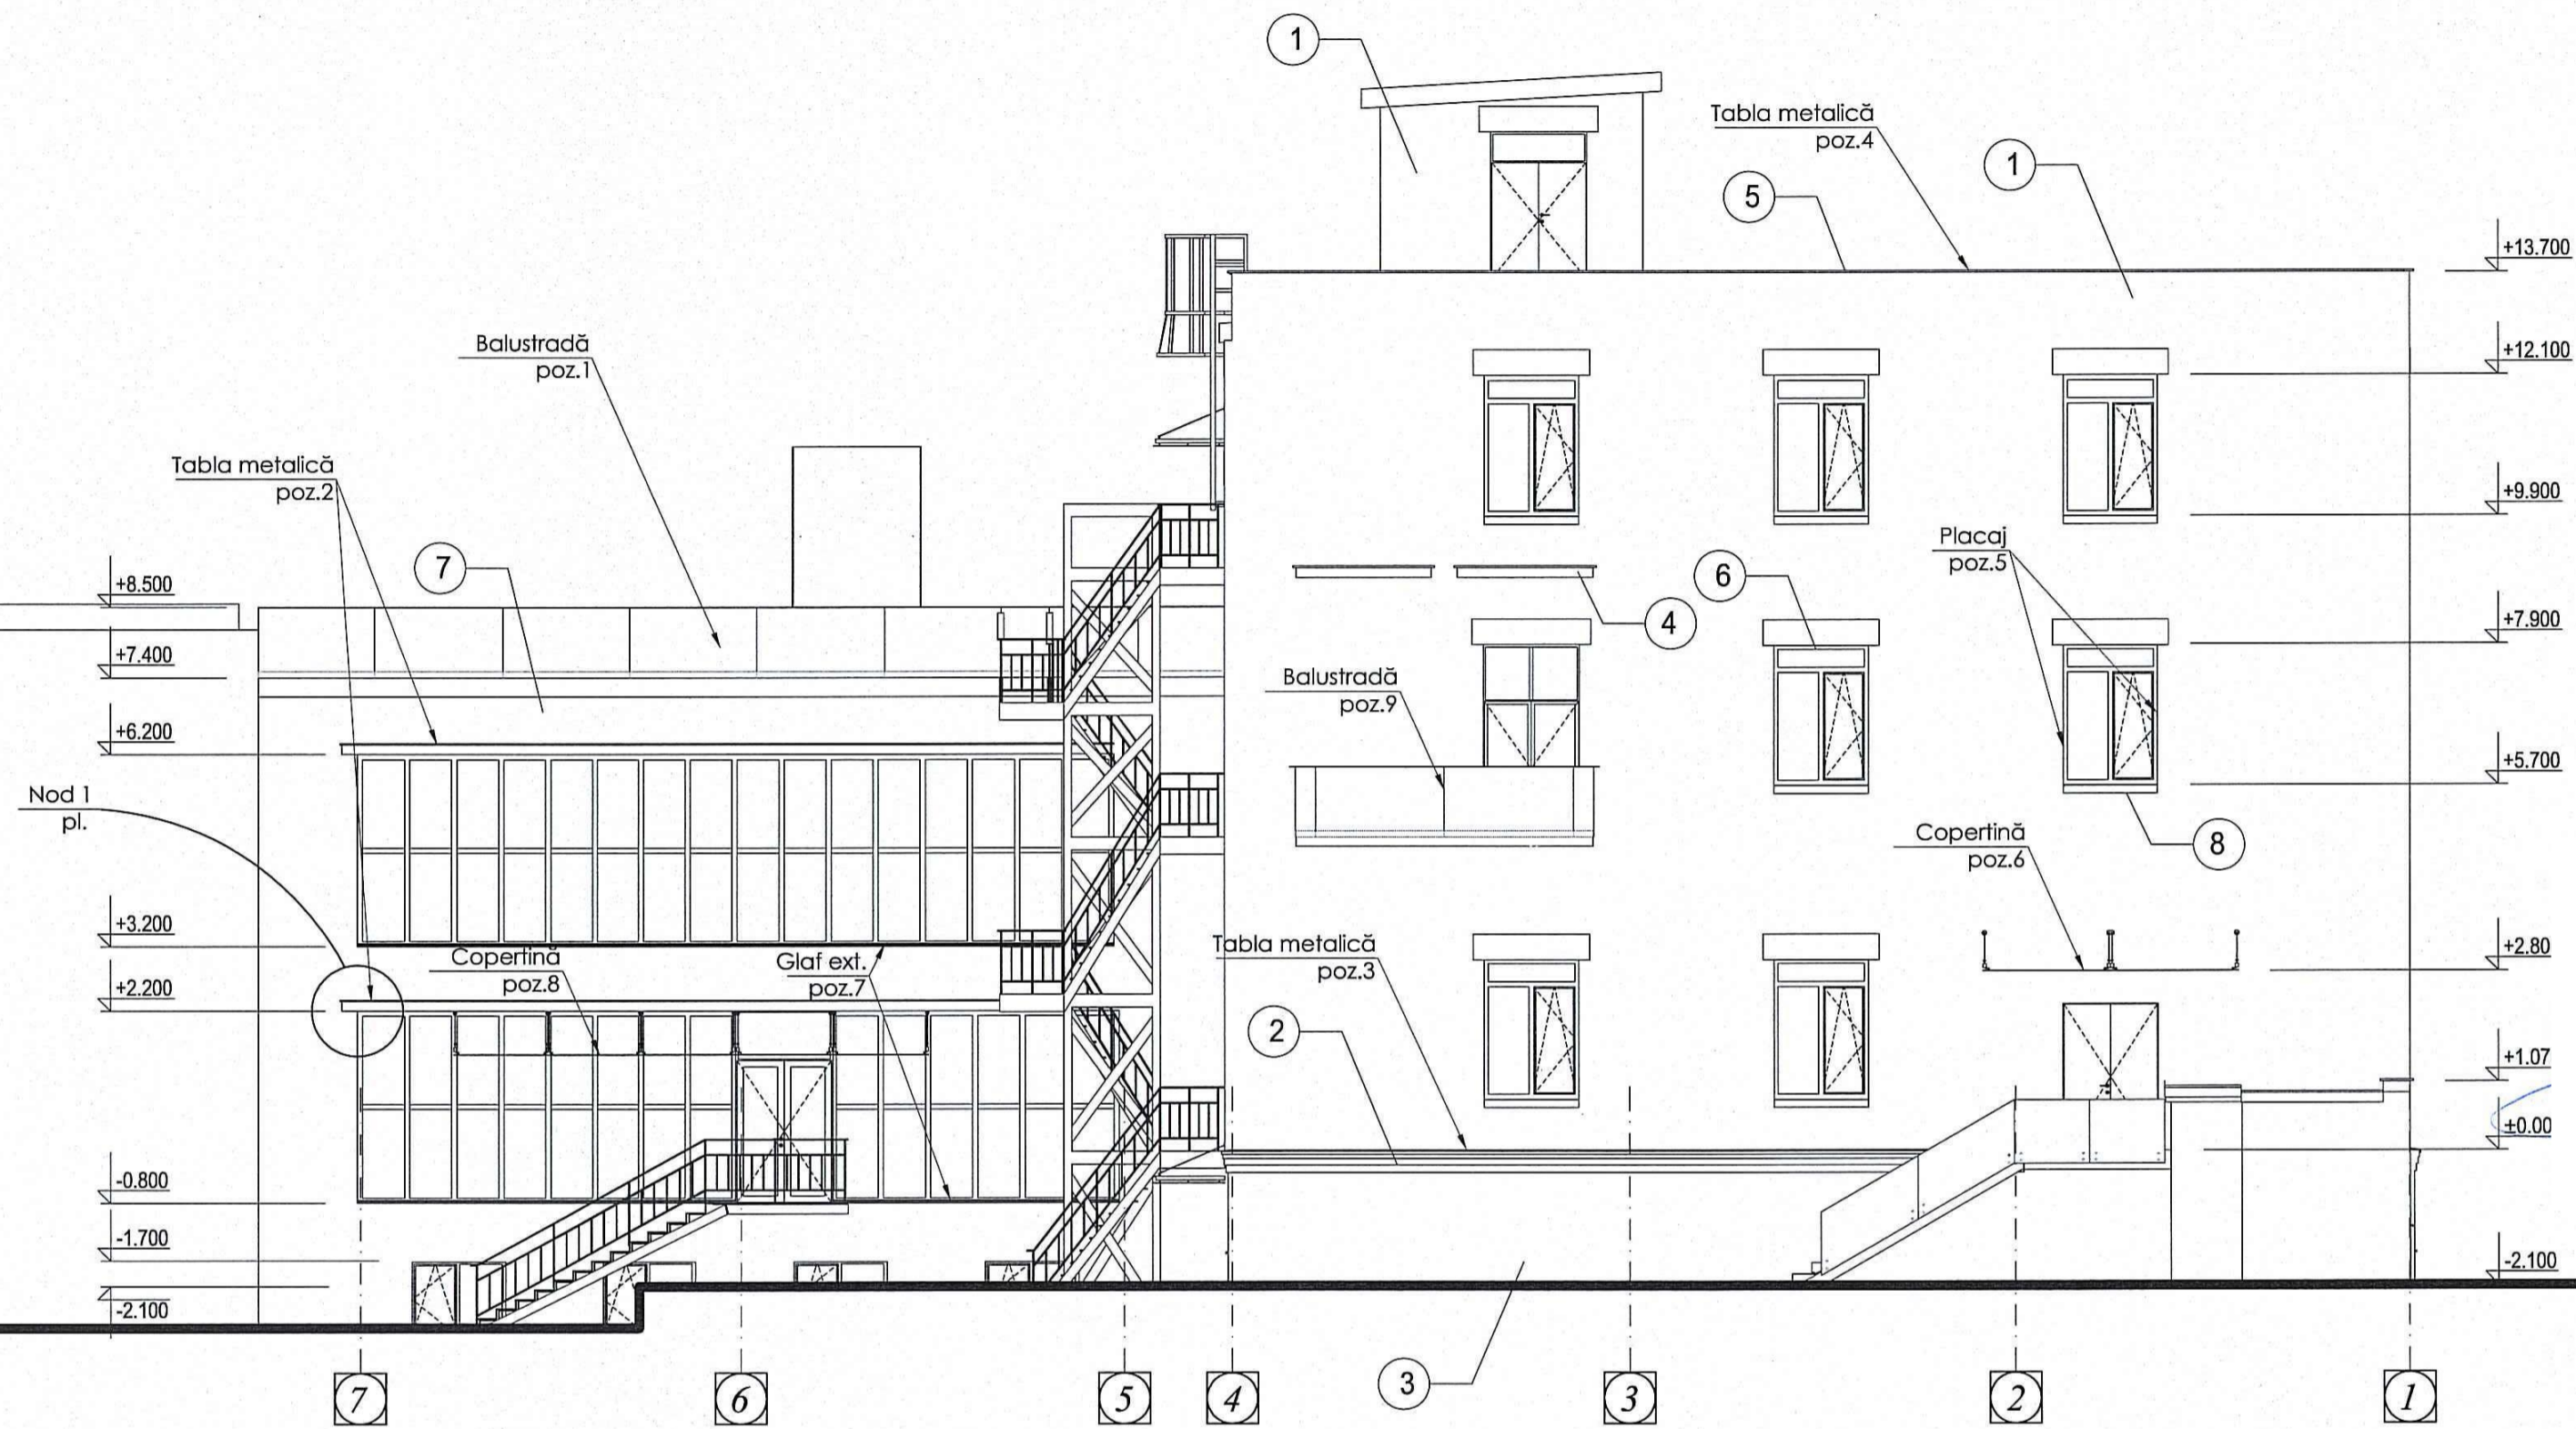 1
Tabla metalică
poz.4
1
5
+13.700
Balustradă
poz.1
+12.100
Tabla metalică
poz.2
+9.900
7
Placaj
poz.5
+8.500
6
4
+7.900
+7.400
Balustradă
poz.9
+6.200
+5.700
Nod 1
pl.
Copertină
poz.6
8
+3.200
Copertină
poz.8
Glaf ext.
poz.7
Tabla metalică
poz.3
+2.80
+2.200
2
+1.07
±0.00
-0.800
-1.700
-2.100
-2.100
3
7
6
5
4
3
2
1